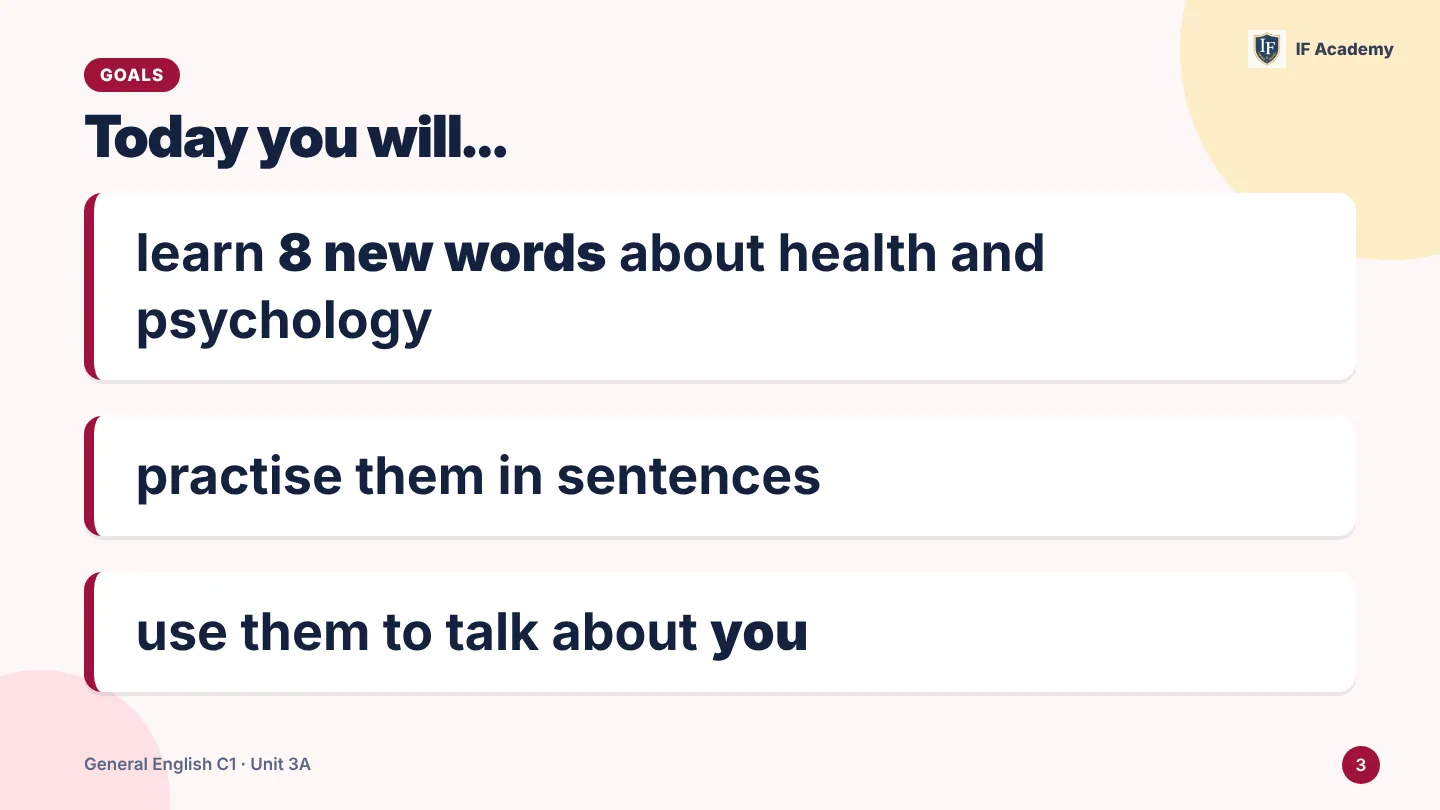 IF
IF Academy
GOALS
Today you will...
learn 8 new words about health and
psychology
practise them in sentences
use them to talk about you
General English C1 · Unit 3A
3